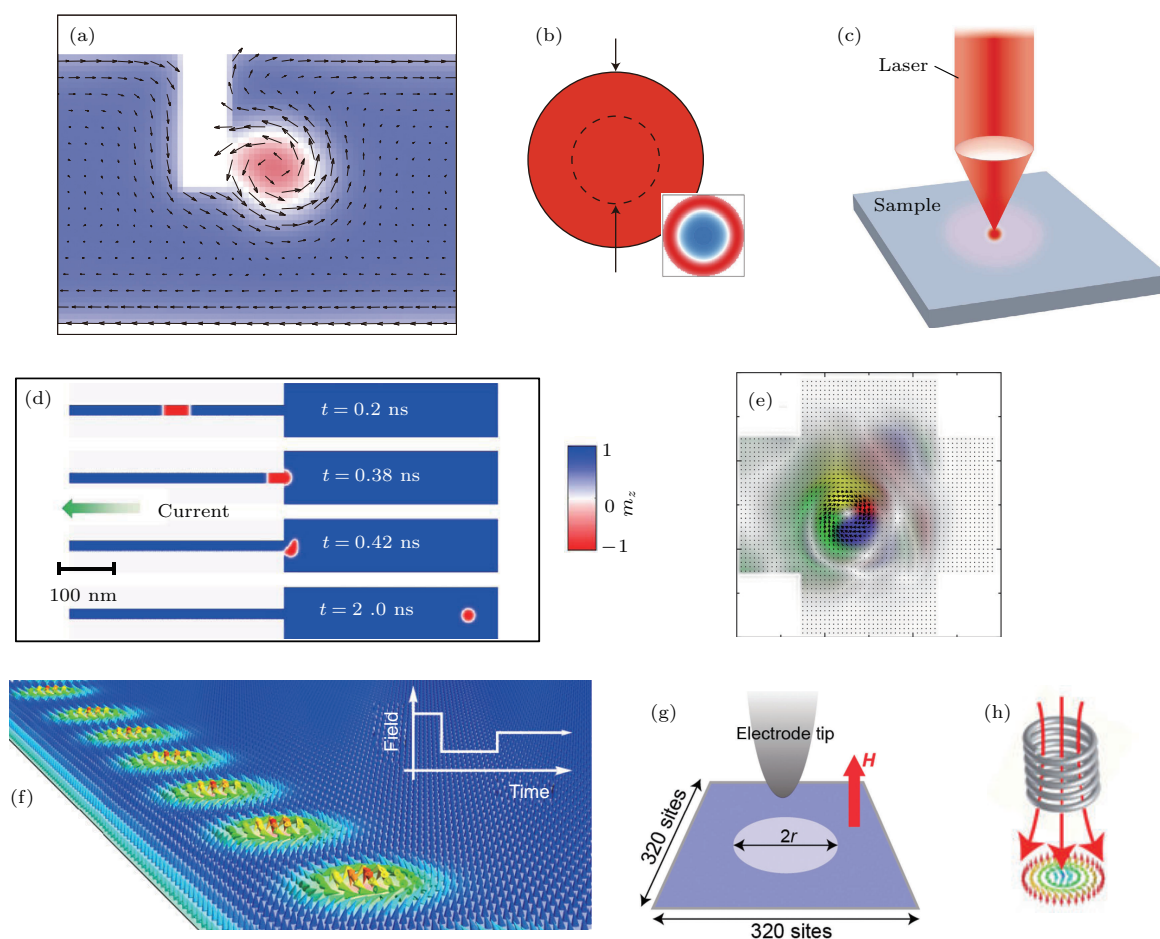 (a)
(b)
(c)
Laser
Sample
(d)
t = 0.2 ns
t = 0.38 ns
Current
t = 0.42 ns
100 nm
t = 2 .0 ns
1
0
−1
m_z
(e)
(f)
Field
Time
(g)
Electrode tip
H
2r
320 sites
320 sites
(h)